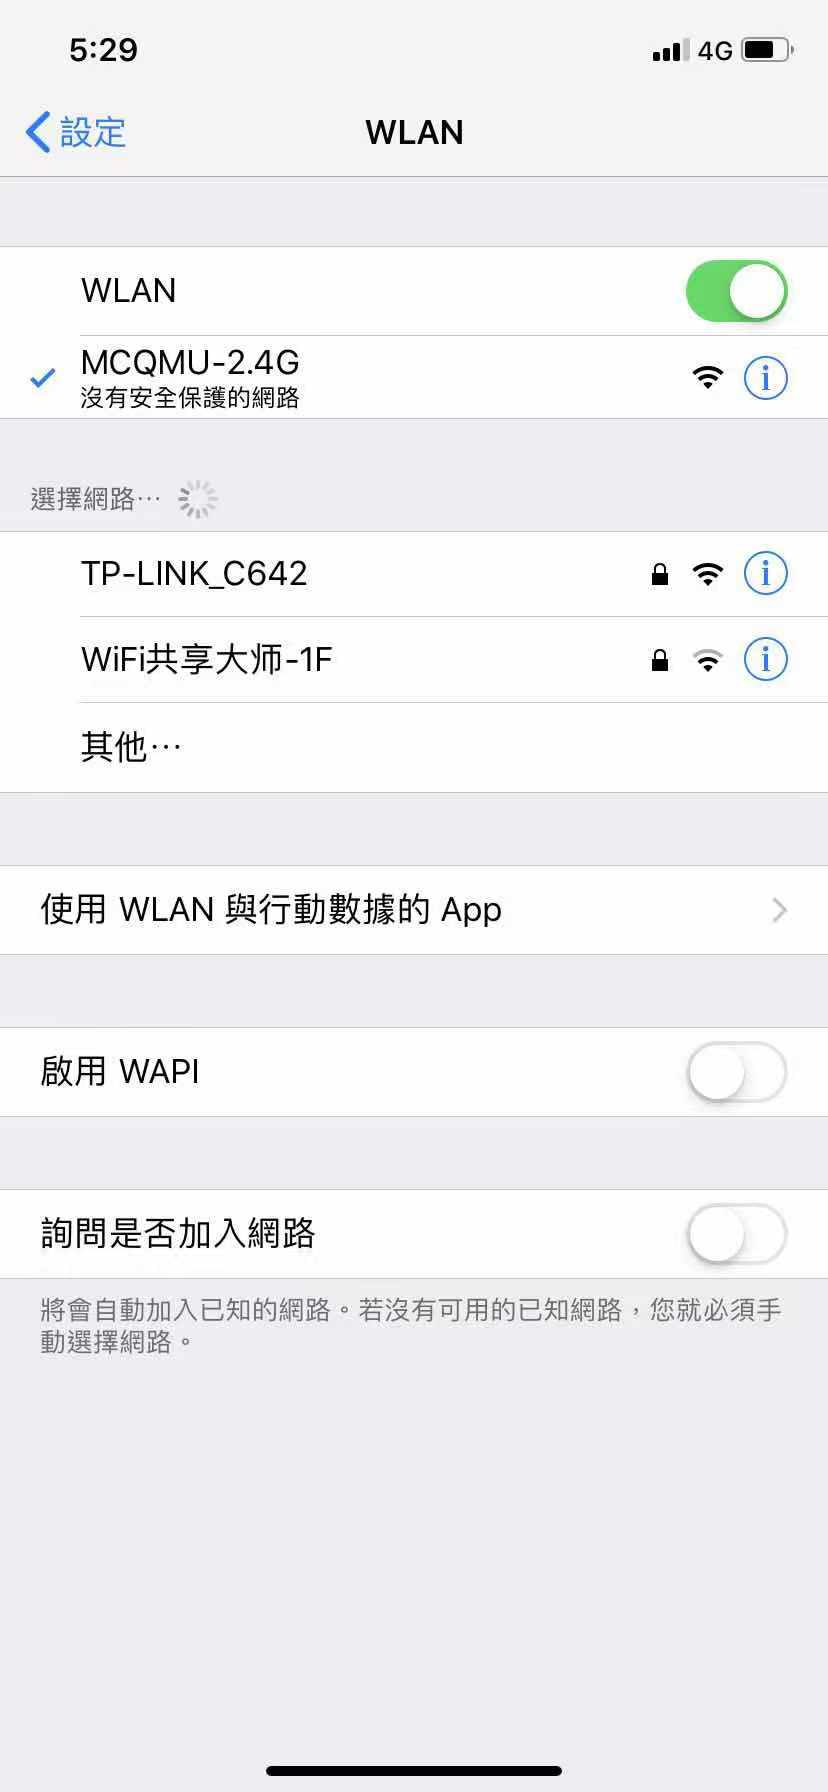 5:29
4G
設定
WLAN
WLAN
MCQMU-2.4G
沒有安全保護的網路
選擇網路⋯
TP-LINK_C642
WiFi共享大师-1F
其他⋯
使用 WLAN 與行動數據的 App
啟用 WAPI
詢問是否加入網路
將會自動加入已知的網路。若沒有可用的已知網路，您就必須手
動選擇網路。